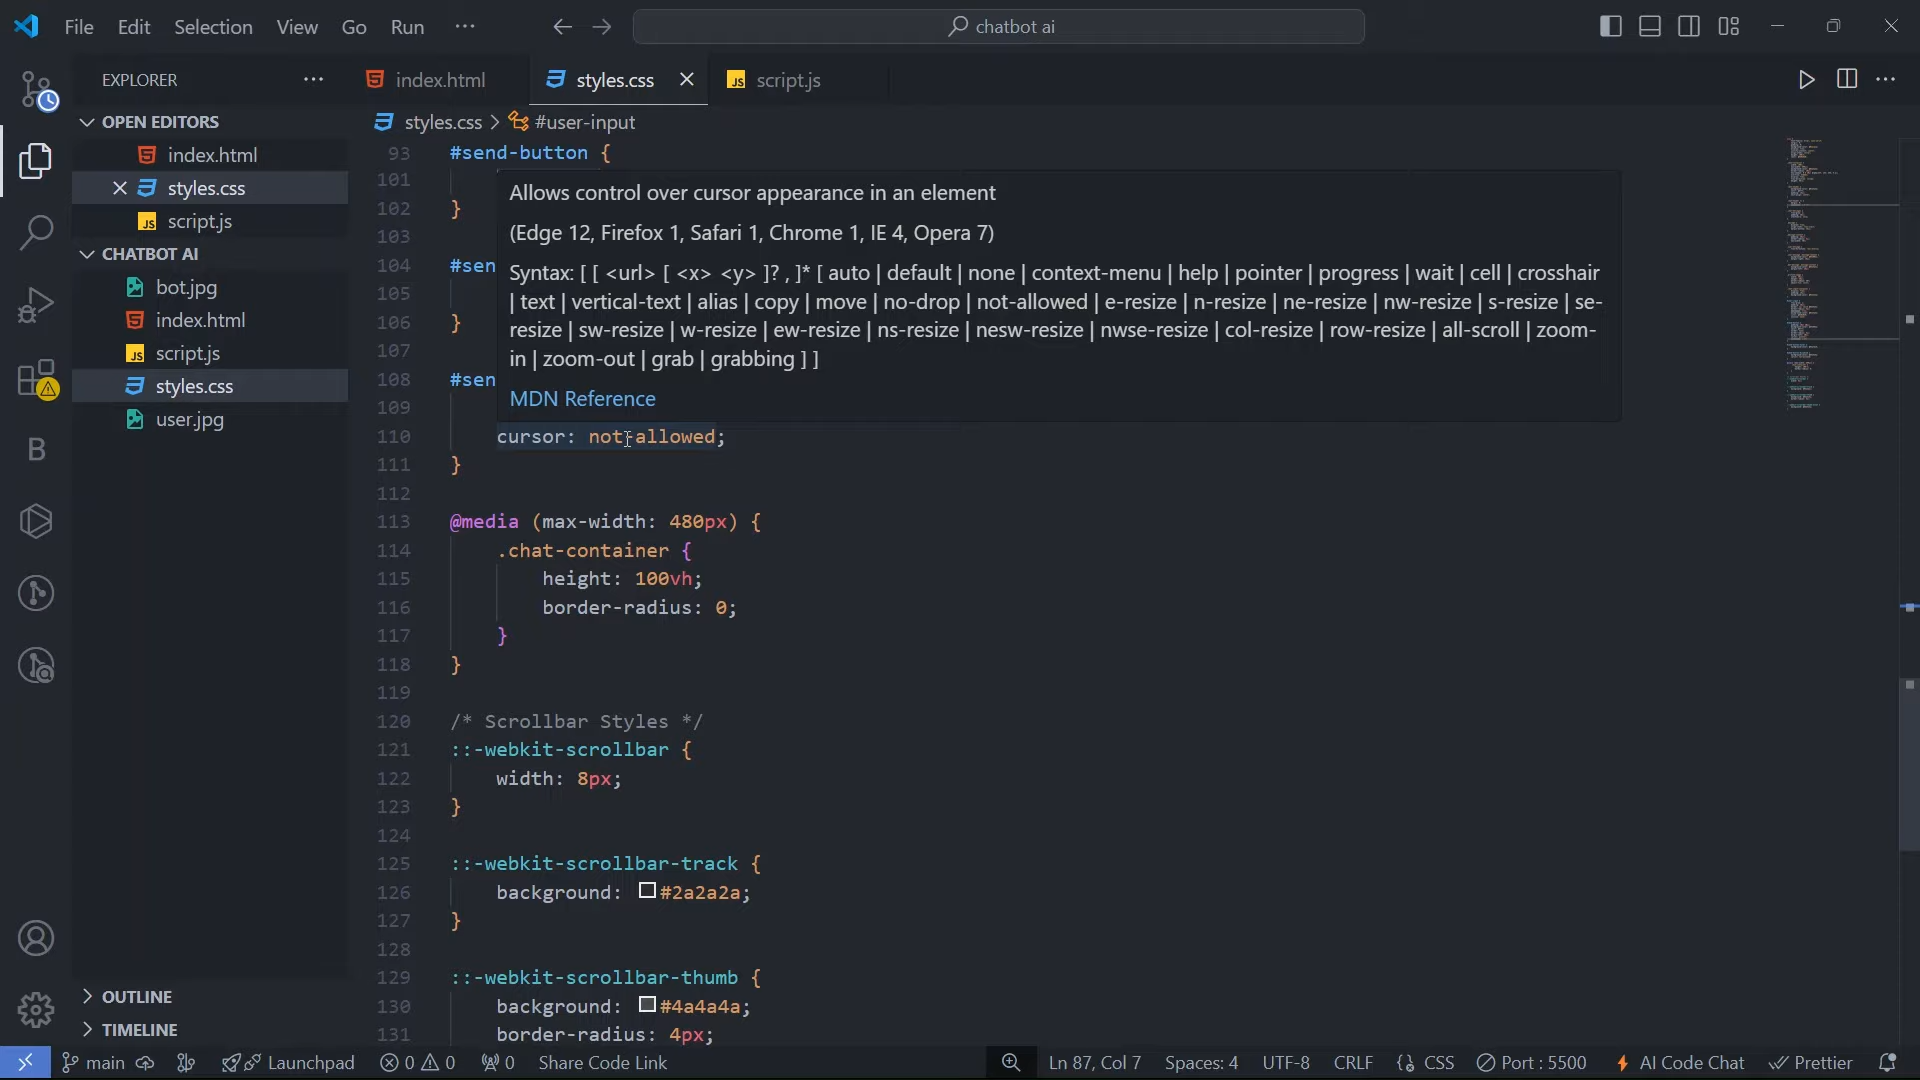 File Edit Selection View Go Run ··· chatbot ai
EXPLORER ···
OPEN EDITORS
index.html
styles.css
script.js
CHATBOT AI
bot.jpg
index.html
script.js
styles.css
user.jpg
OUTLINE
TIMELINE
index.html styles.css script.js
styles.css > #user-input
93 #send-button {
101
102 }
103
104 #sen
105
106 }
107
108 #sen
109
Allows control over cursor appearance in an element
(Edge 12, Firefox 1, Safari 1, Chrome 1, IE 4, Opera 7)
Syntax: [ [ <url> [ <x> <y> ]? , ]* [ auto | default | none | context-menu | help | pointer | progress | wait | cell | crosshair
| text | vertical-text | alias | copy | move | no-drop | not-allowed | e-resize | n-resize | ne-resize | nw-resize | s-resize | se-
resize | sw-resize | w-resize | ew-resize | ns-resize | nesw-resize | nwse-resize | col-resize | row-resize | all-scroll | zoom-
in | zoom-out | grab | grabbing ] ]
MDN Reference
110 cursor: not-allowed;
111 }
112
113 @media (max-width: 480px) {
114 .chat-container {
115 height: 100vh;
116 border-radius: 0;
117 }
118 }
119
120 /* Scrollbar Styles */
121 ::-webkit-scrollbar {
122 width: 8px;
123 }
124
125 ::-webkit-scrollbar-track {
126 background: #2a2a2a;
127 }
128
129 ::-webkit-scrollbar-thumb {
130 background: #4a4a4a;
131 border-radius: 4px;
main Launchpad 0 0 0 Share Code Link Ln 87, Col 7 Spaces: 4 UTF-8 CRLF {} CSS Port : 5500 AI Code Chat Prettier